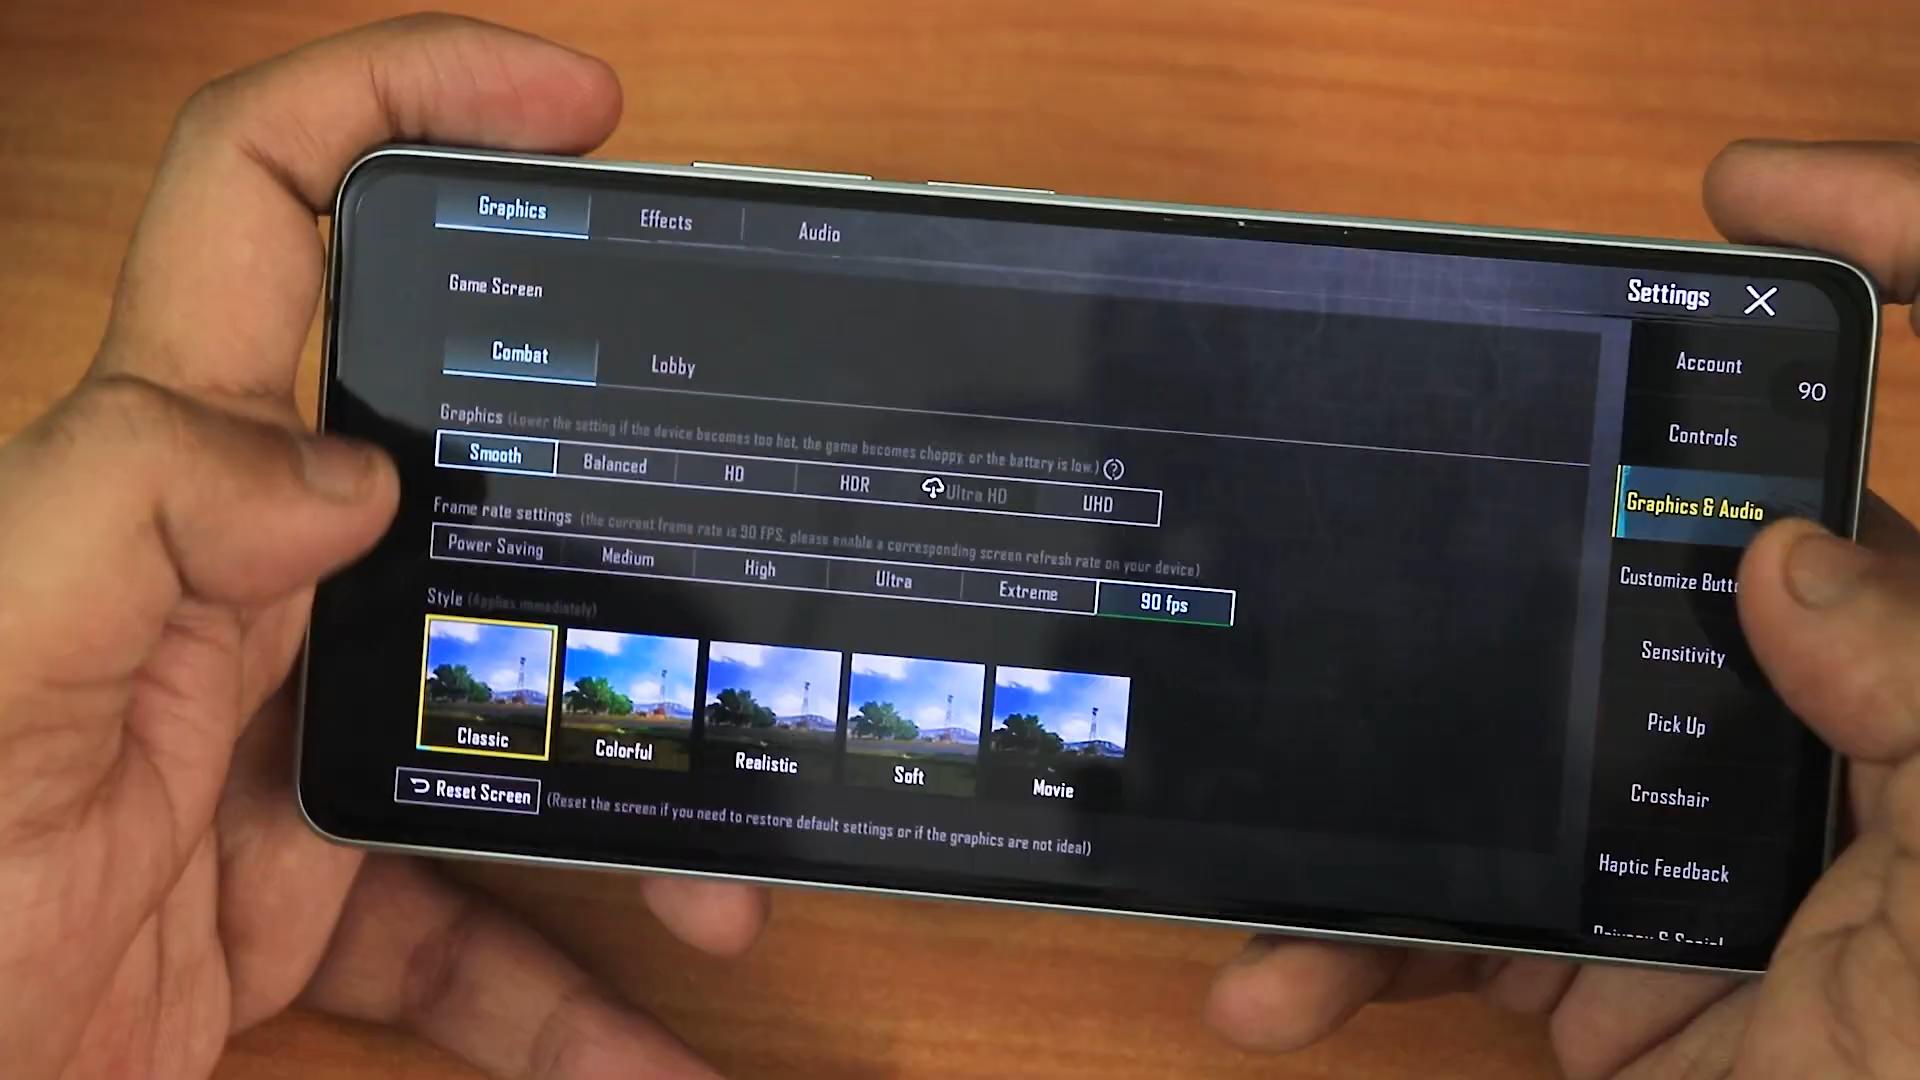 Graphics Effects Audio
Settings
Game Screen
Combat Lobby
Graphics (Lower the setting if the device becomes too hot, the game becomes choppy, or the battery is low.) ?
Smooth Balanced HD HDR Ultra HD UHD
Frame rate settings (the current frame rate is 90 FPS, please enable a corresponding screen refresh rate on your device)
Power Saving Medium High Ultra Extreme 90 fps
Style (Applies immediately)
Classic Colorful Realistic Soft Movie
Reset Screen (Reset the screen if you need to restore default settings or if the graphics are not ideal)
Account
90
Controls
Graphics & Audio
Customize Butt
Sensitivity
Pick Up
Crosshair
Haptic Feedback